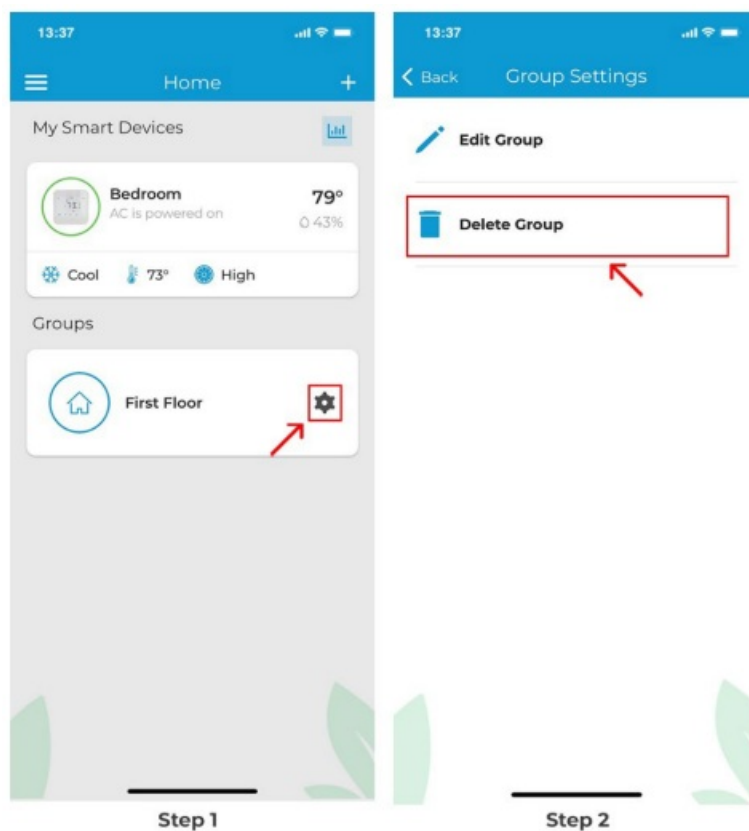 13:37
Home
My Smart Devices
Bedroom
79°
AC is powered on
43%
Cool
73°
High
Groups
First Floor
Step 1
13:37
Back
Group Settings
Edit Group
Delete Group
Step 2